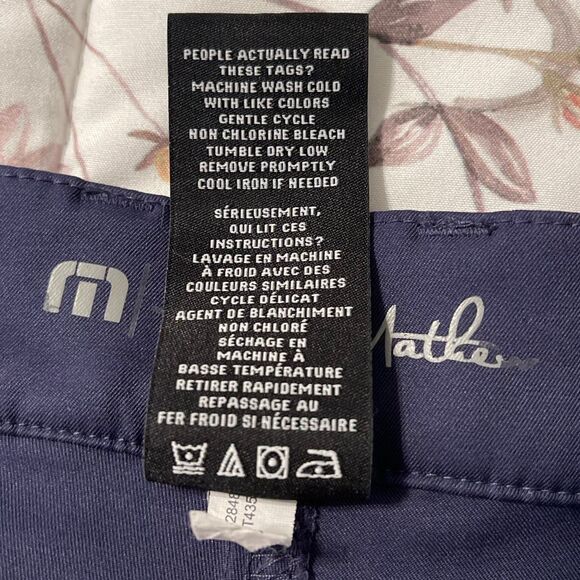 PEOPLE ACTUALLY READ
THESE TAGS?
MACHINE WASH COLD
WITH LIKE COLORS
GENTLE CYCLE
NON CHLORINE BLEACH
TUMBLE DRY LOW
REMOVE PROMPTLY
COOL IRON IF NEEDED
SÉRIEUSEMENT,
QUI LIT CES
INSTRUCTIONS?
LAVAGE EN MACHINE
À FROID AVEC DES
COULEURS SIMILAIRES
CYCLE DÉLICAT
AGENT DE BLANCHIMENT
NON CHLORÉ
SÉCHAGE EN
MACHINE À
BASSE TEMPÉRATURE
RETIRER RAPIDEMENT
REPASSAGE AU
FER FROID SI NÉCESSAIRE
Mathew